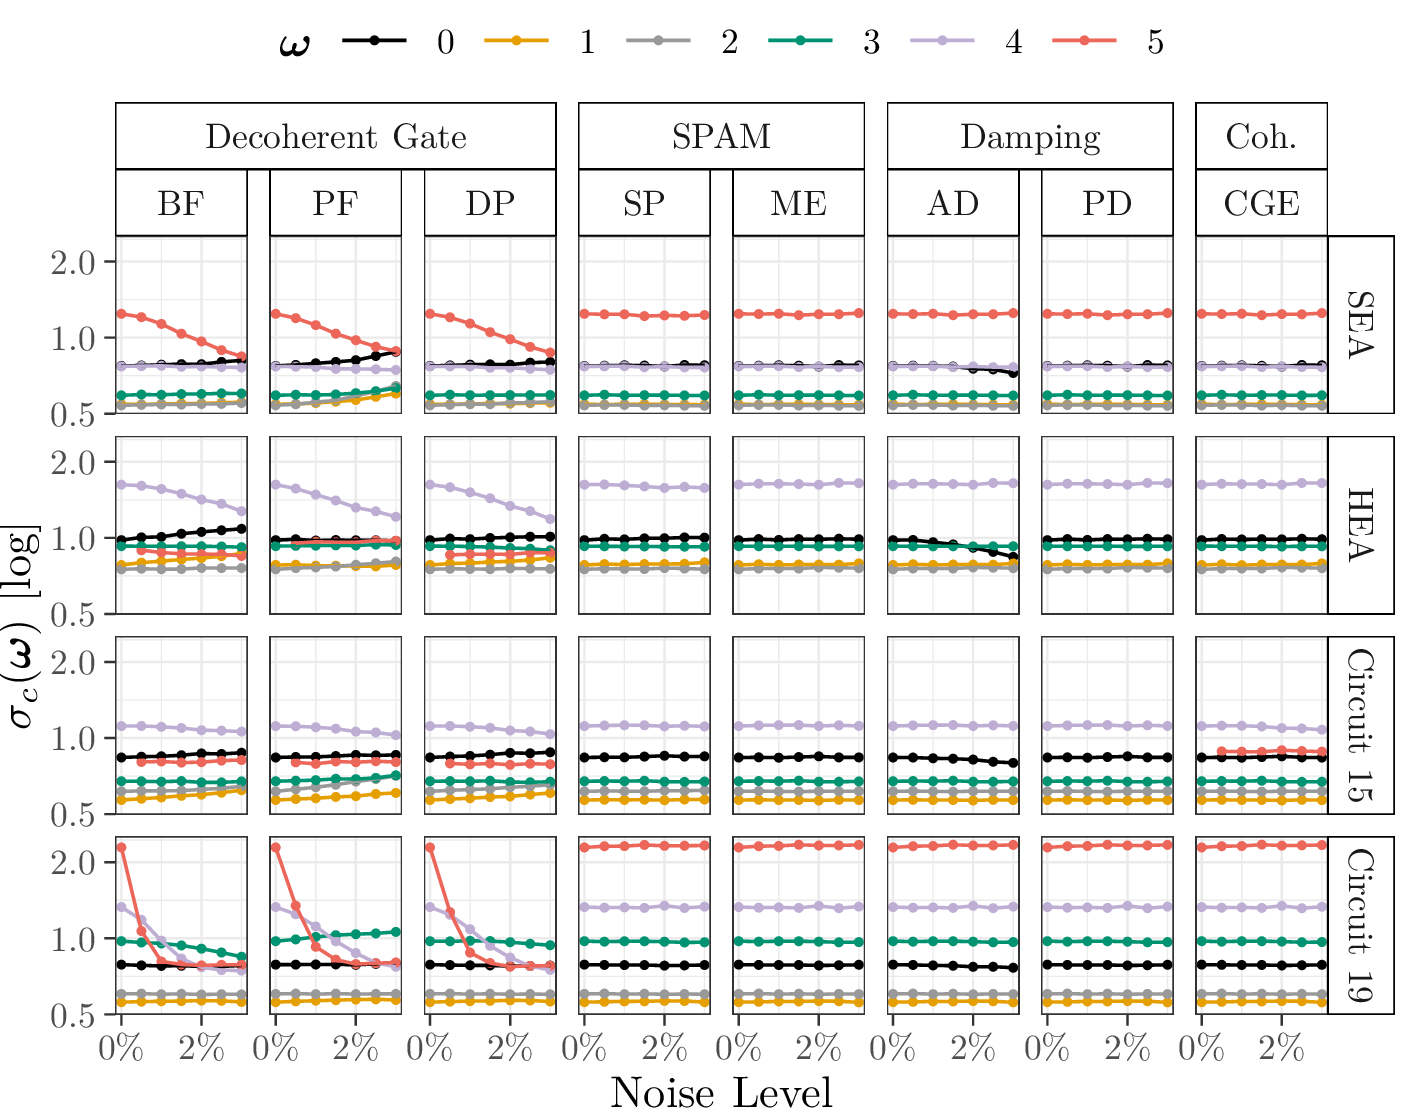 ω 0 1 2 3 4 5
Decoherent Gate SPAM Damping Coh.
BF PF DP SP ME AD PD CGE
2.0
1.0
0.5
SEA
2.0
1.0
0.5
HEA
2.0
1.0
0.5
Circuit 15
2.0
1.0
0.5
Circuit 19
σc(ω) [log]
0% 2% 0% 2% 0% 2% 0% 2% 0% 2% 0% 2% 0% 2% 0% 2%
Noise Level